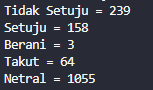 Tidak Setuju = 239
Setuju = 158
Berani = 3
Takut = 64
Netral = 1055